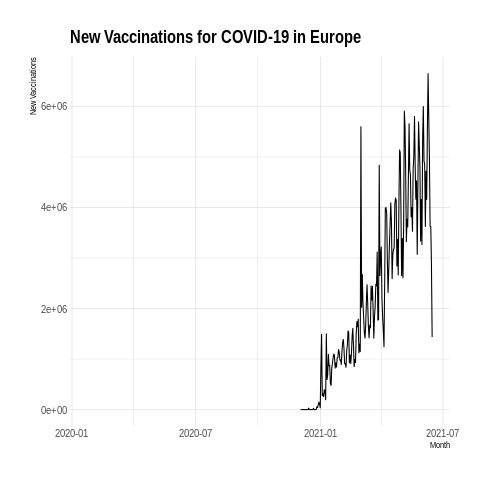 New Vaccinations for COVID-19 in Europe
New Vaccinations
6e+06
4e+06
2e+06
0e+00
2020-01 2020-07 2021-01 2021-07
Month